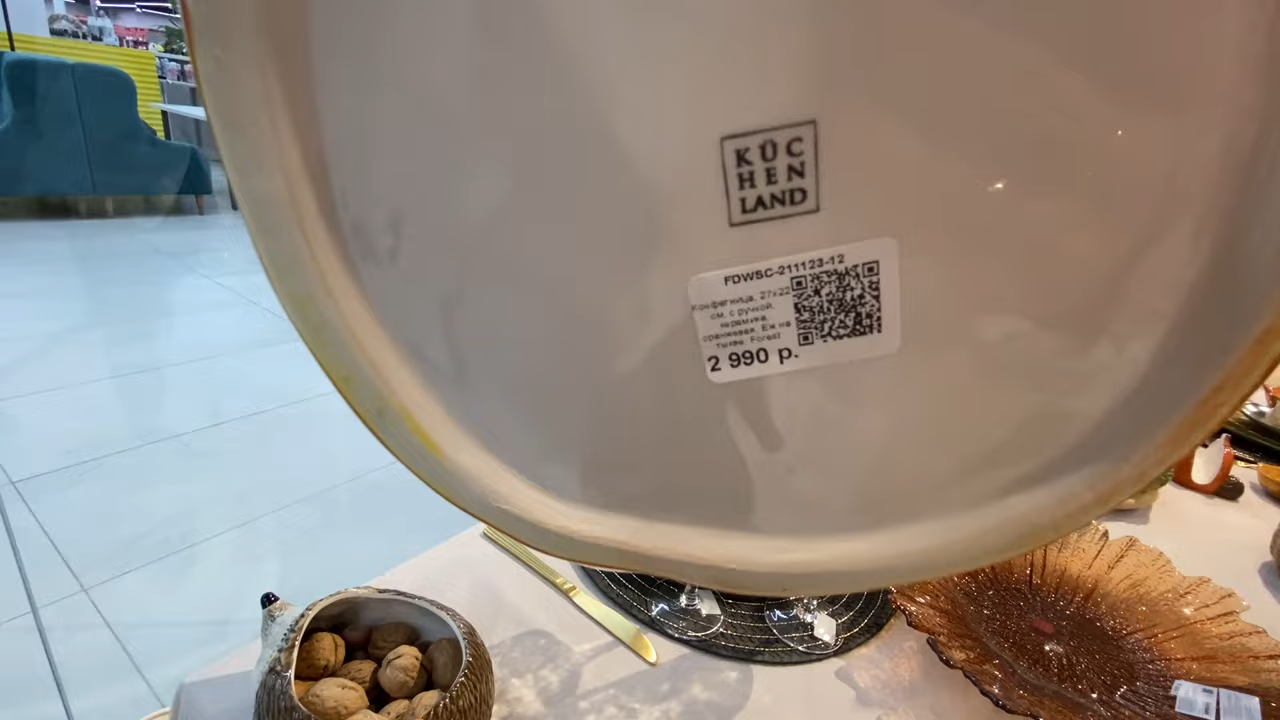 KÜC
HEN
LAND
FDWSC-211123-12
Конфетница, 27x22
см, с ручкой,
керамика,
оранжевая, Еж на
тыкве, Forest
2 990 р.